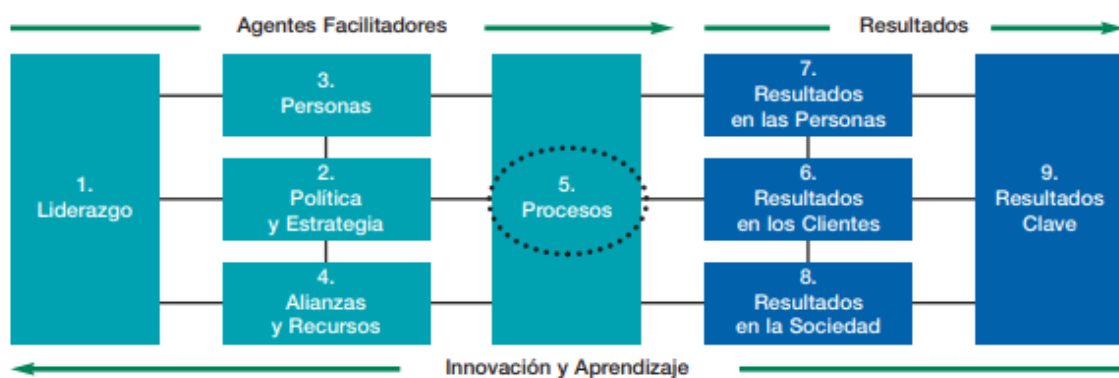 Agentes Facilitadores
Resultados
1.
Liderazgo
3.
Personas
2.
Política
y Estrategia
4.
Alianzas
y Recursos
5.
Procesos
7.
Resultados
en las Personas
6.
Resultados
en los Clientes
8.
Resultados
en la Sociedad
9.
Resultados
Clave
Innovación y Aprendizaje